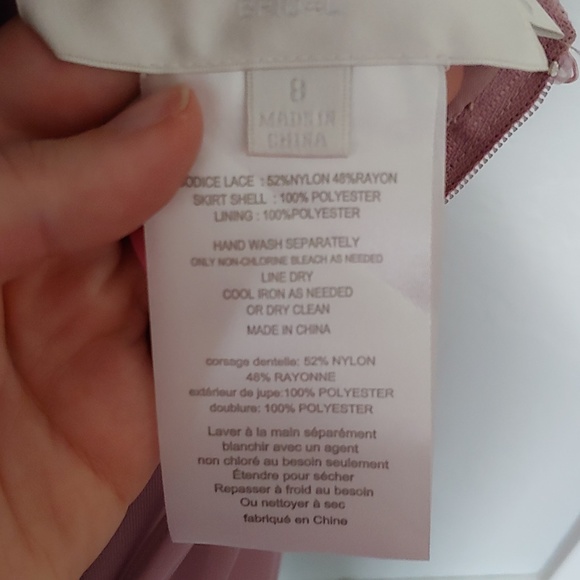 8
MADE IN
CHINA
BODICE LACE : 52%NYLON 48%RAYON
SKIRT SHELL : 100% POLYESTER
LINING : 100%POLYESTER
HAND WASH SEPARATELY
ONLY NON-CHLORINE BLEACH AS NEEDED
LINE DRY
COOL IRON AS NEEDED
OR DRY CLEAN
MADE IN CHINA
corsage dentelle: 52% NYLON
48% RAYONNE
extérieur de jupe:100% POLYESTER
doublure: 100% POLYESTER
Laver à la main séparément
blanchir avec un agent
non chloré au besoin seulement
Étendre pour sécher
Repasser à froid au besoin
Ou nettoyer à sec
fabriqué en Chine